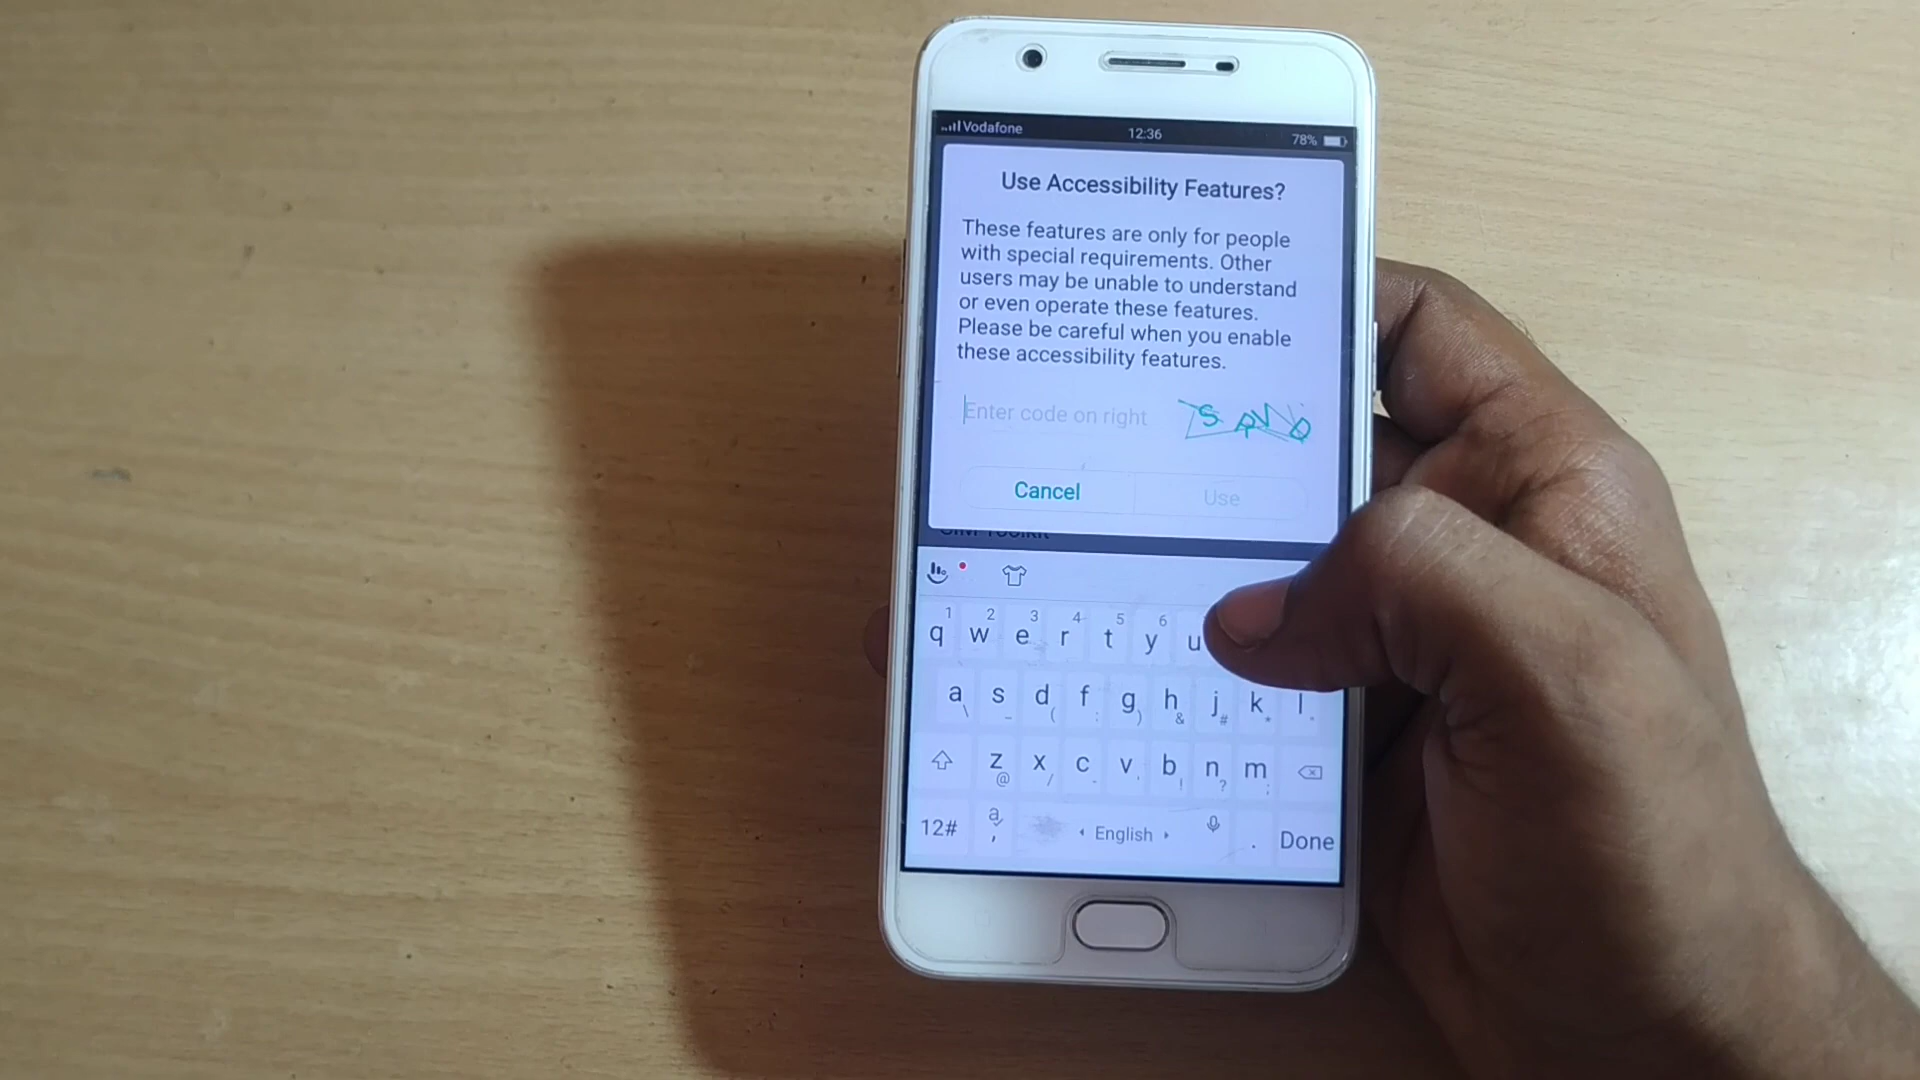 Vodafone 12:36 78%
Use Accessibility Features?
These features are only for people
with special requirements. Other
users may be unable to understand
or even operate these features.
Please be careful when you enable
these accessibility features.
Enter code on right
Cancel Use
SIM Toolkit
1 2 3 4 5 6
q w e r t y u
a s d f g h j k l
\ _ ( : ) & #
z x c v b n m
@ / ! ? ;
12# English . Done